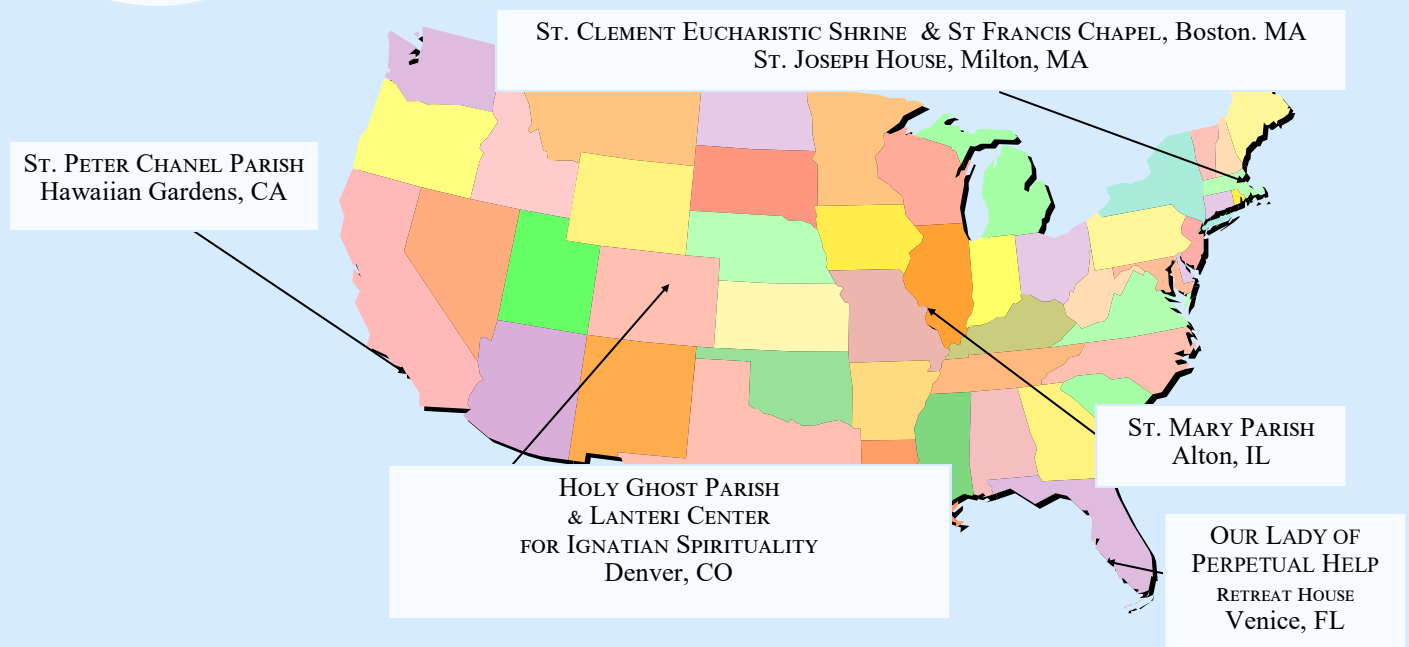 St. Clement Eucharistic Shrine & St Francis Chapel, Boston. MA
St. Joseph House, Milton, MA
St. Peter Chanel Parish
Hawaiian Gardens, CA
St. Mary Parish
Alton, IL
Holy Ghost Parish
& Lanteri Center
for Ignatian Spirituality
Denver, CO
Our Lady of
Perpetual Help
Retreat House
Venice, FL